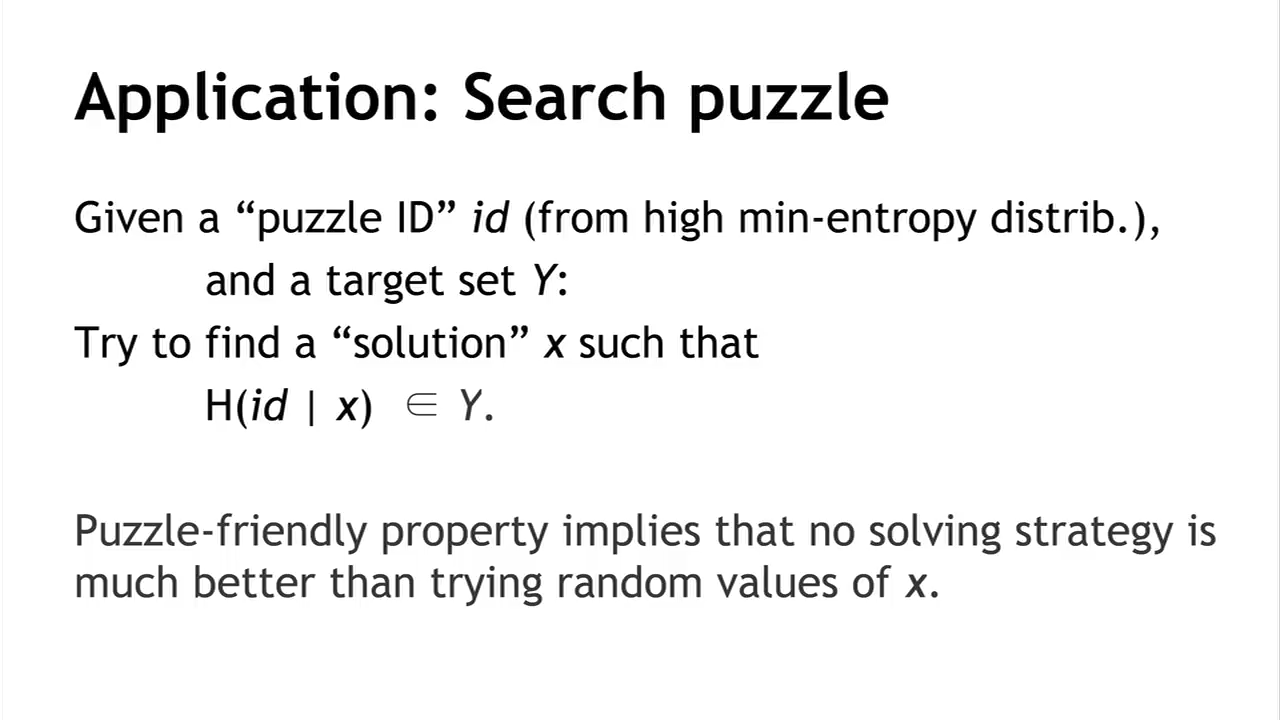 Application: Search puzzle
Given a “puzzle ID” id (from high min-entropy distrib.),
and a target set Y:
Try to find a “solution” x such that
H(id | x) ∈ Y.
Puzzle-friendly property implies that no solving strategy is
much better than trying random values of x.